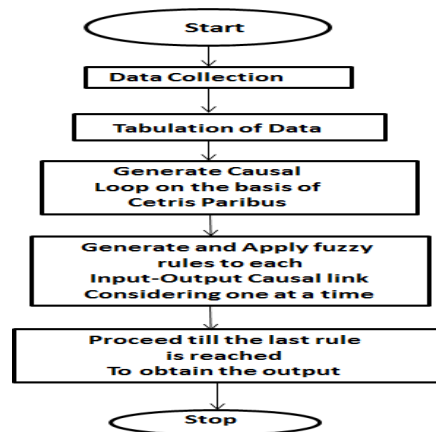 Start
Data Collection
Tabulation of Data
Generate Causal
Loop on the basis of
Cetris Paribus
Generate and Apply fuzzy
rules to each
Input-Output Causal link
Considering one at a time
Proceed till the last rule
is reached
To obtain the output
Stop